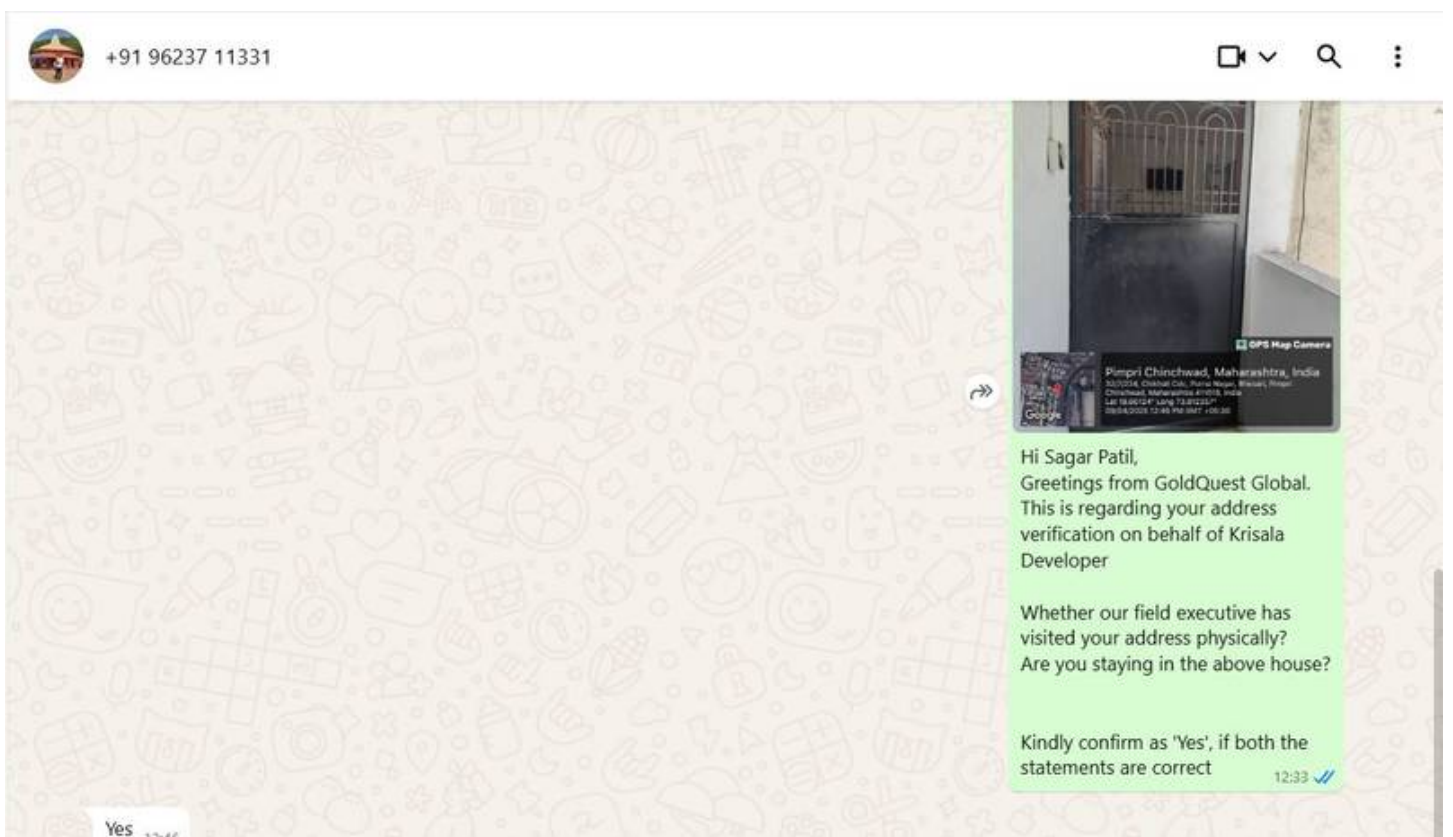 +91 96237 11331
GPS Map Camera
Pimpri Chinchwad, Maharashtra, India
Google
Hi Sagar Patil,
Greetings from GoldQuest Global.
This is regarding your address
verification on behalf of Krisala
Developer
Whether our field executive has
visited your address physically?
Are you staying in the above house?
Kindly confirm as 'Yes', if both the
statements are correct
12:33
Yes